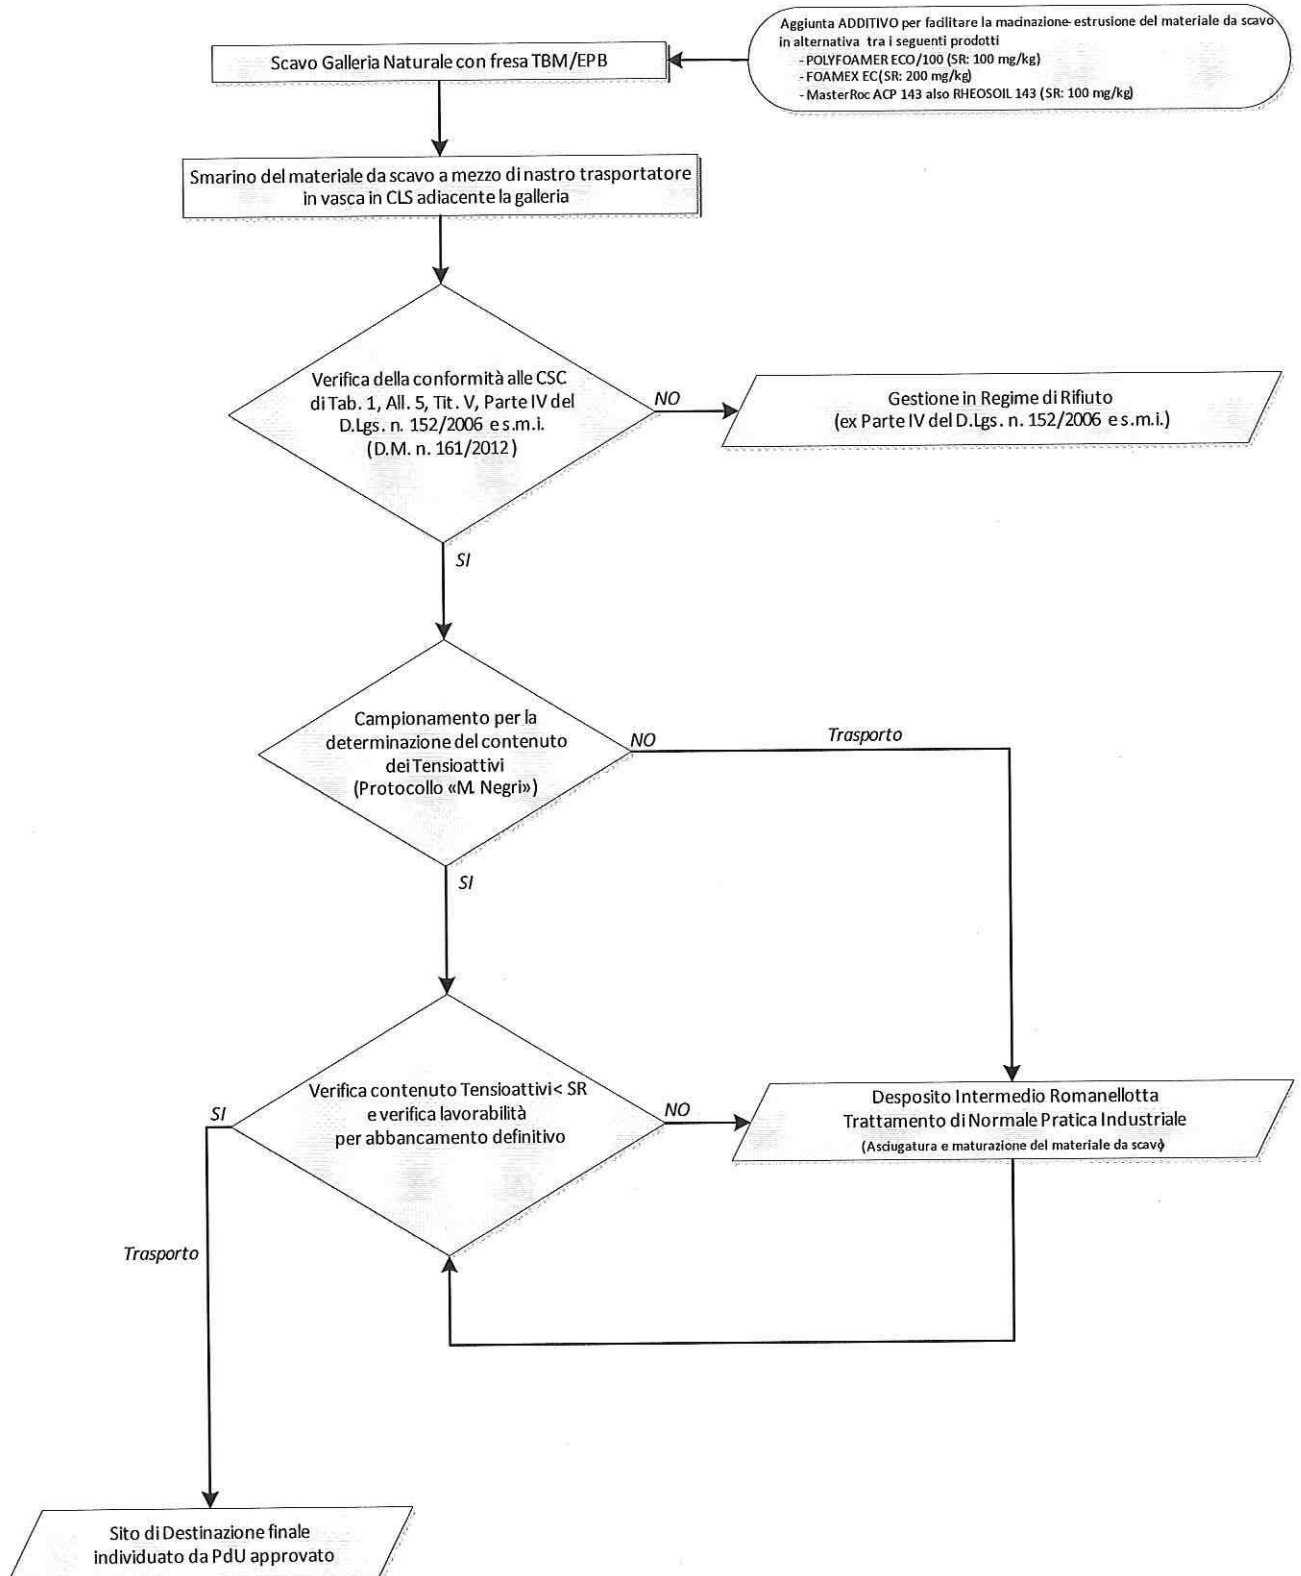 Aggiunta ADDITIVO per facilitare la macinazione-estrusione del materiale da scavo
in alternativa tra i seguenti prodotti
- POLYFOAMER ECO/100 (SR: 100 mg/kg)
- FOAMEX EC(SR: 200 mg/kg)
- MasterRoc ACP 143 also RHEOSOIL 143 (SR: 100 mg/kg)
Scavo Galleria Naturale con fresa TBM/EPB
Smarino del materiale da scavo a mezzo di nastro trasportatore
in vasca in CLS adiacente la galleria
Verifica della conformità alle CSC
di Tab. 1, All. 5, Tit. V, Parte IV del
D.Lgs. n. 152/2006 e s.m.i.
(D.M. n. 161/2012)
NO
Gestione in Regime di Rifiuto
(ex Parte IV del D.Lgs. n. 152/2006 e s.m.i.)
SI
Campionamento per la
determinazione del contenuto
dei Tensioattivi
(Protocollo «M. Negri»)
NO
Trasporto
SI
Verifica contenuto Tensioattivi< SR
e verifica lavorabilità
per abbancamento definitivo
SI
NO
Desposito Intermedio Romanellotta
Trattamento di Normale Pratica Industriale
(Asciugatura e maturazione del materiale da scavo)
Trasporto
Sito di Destinazione finale
individuato da PdU approvato